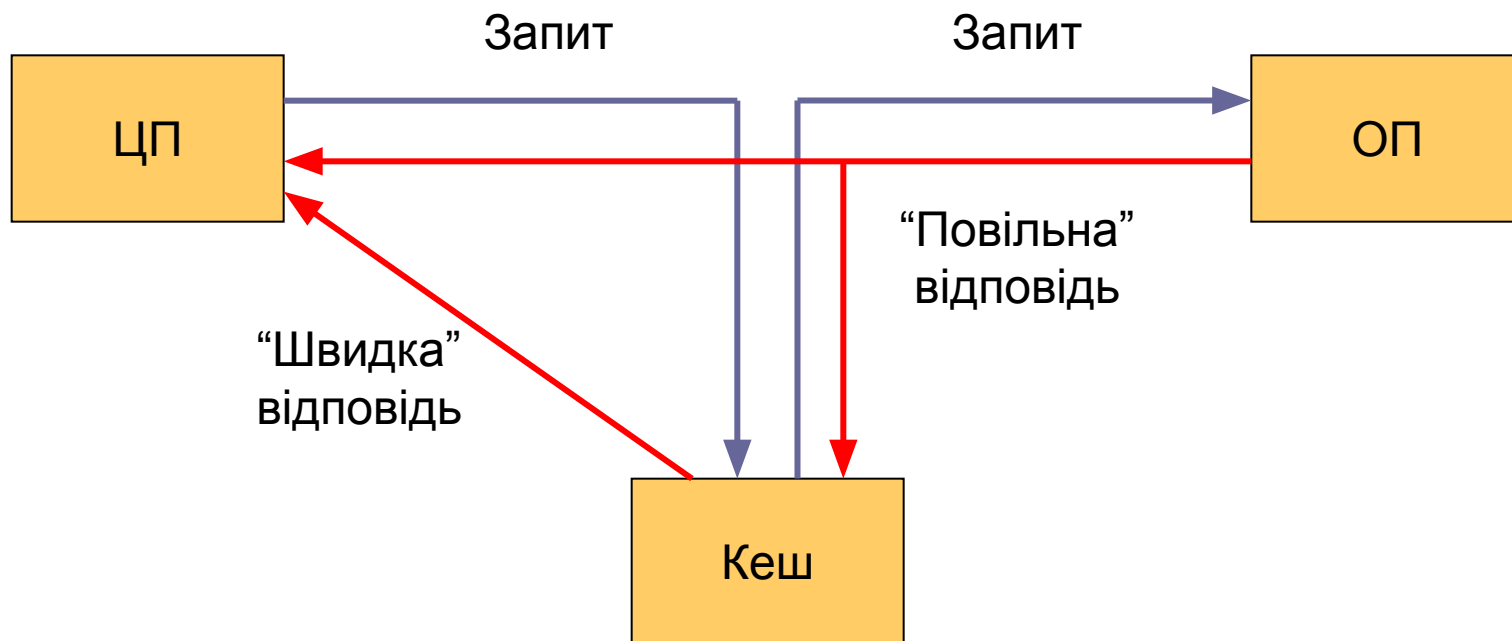 Запит
Запит
ЦП
ОП
“Повільна”
відповідь
“Швидка”
відповідь
Кеш